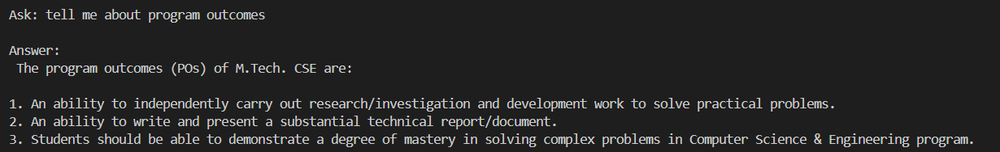 Ask: tell me about program outcomes
Answer:
The program outcomes (POs) of M.Tech. CSE are:
1. An ability to independently carry out research/investigation and development work to solve practical problems.
2. An ability to write and present a substantial technical report/document.
3. Students should be able to demonstrate a degree of mastery in solving complex problems in Computer Science & Engineering program.